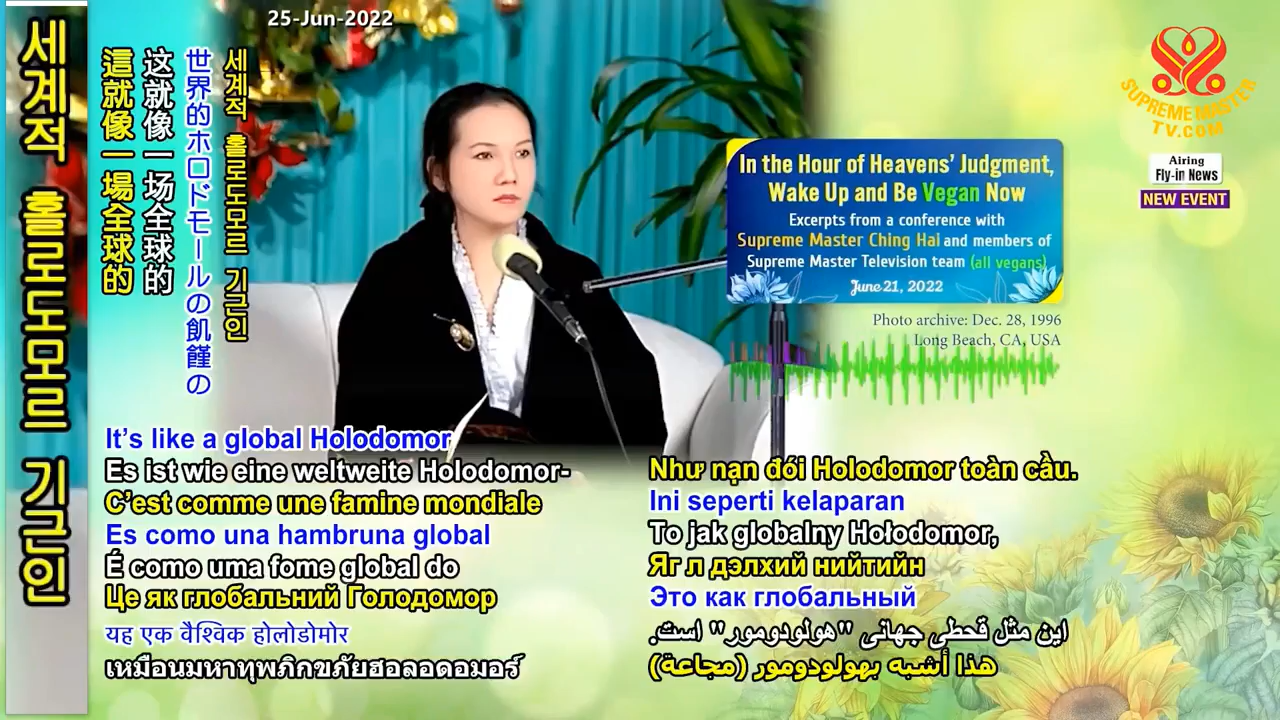 25-Jun-2022
세계적 홀로도모르 기근인
這就像一場全球的
这就像一场全球的
世界的ホロドモールの飢饉の
세계적 홀로도모르 기근인
SUPREME MASTER
TV.COM
Airing
Fly-in News
NEW EVENT
In the Hour of Heavens’ Judgment,
Wake Up and Be Vegan Now
Excerpts from a conference with
Supreme Master Ching Hai and members of
Supreme Master Television team (all vegans)
June 21, 2022
Photo archive: Dec. 28, 1996
Long Beach, CA, USA
It’s like a global Holodomor
Es ist wie eine weltweite Holodomor-
C’est comme une famine mondiale
Es como una hambruna global
É como uma fome global do
Це як глобальний Голодомор
यह एक वैश्विक होलोडोमोर
เหมือนมหาทุพภิกขภัยฮอลอดอมอร์
Như nạn đói Holodomor toàn cầu.
Ini seperti kelaparan
To jak globalny Hołodomor,
Яг л дэлхий нийтийн
Это как глобальный
این مثل قحطی جهانی "هولودومور" است.
هذا أشبه بهولودومور (مجاعة)